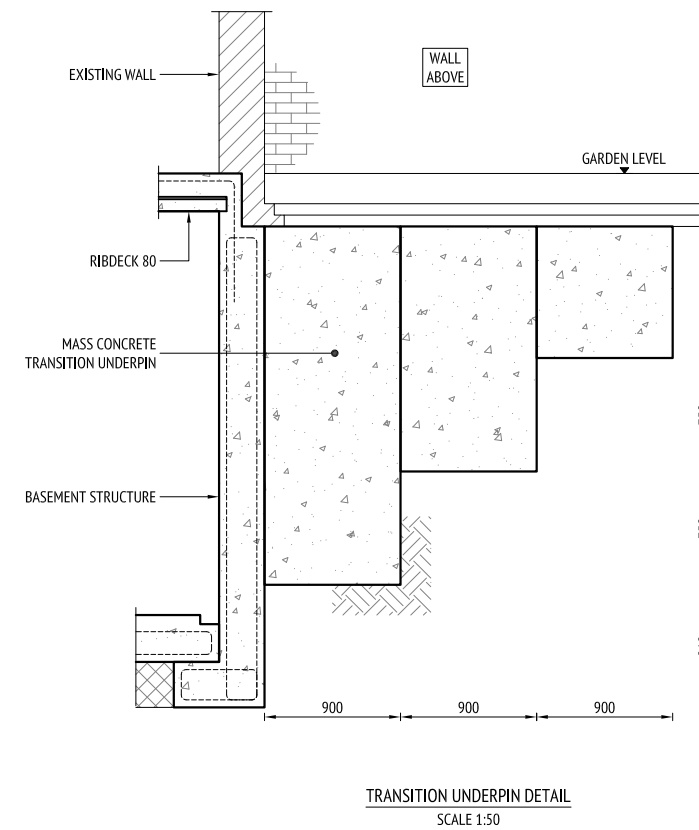 EXISTING WALL
WALL
ABOVE
GARDEN LEVEL
RIBDECK 80
MASS CONCRETE
TRANSITION UNDERPIN
BASEMENT STRUCTURE
900
900
900
TRANSITION UNDERPIN DETAIL
SCALE 1:50